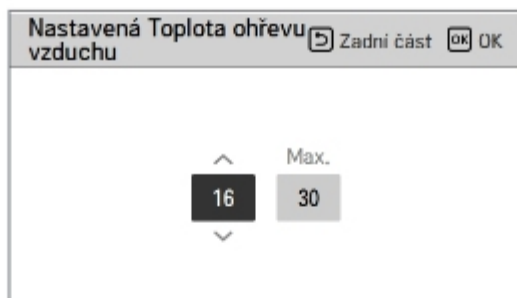 Nastavená Toplota ohřevu
vzduchu
Zadní část OK OK
Max.
16 30